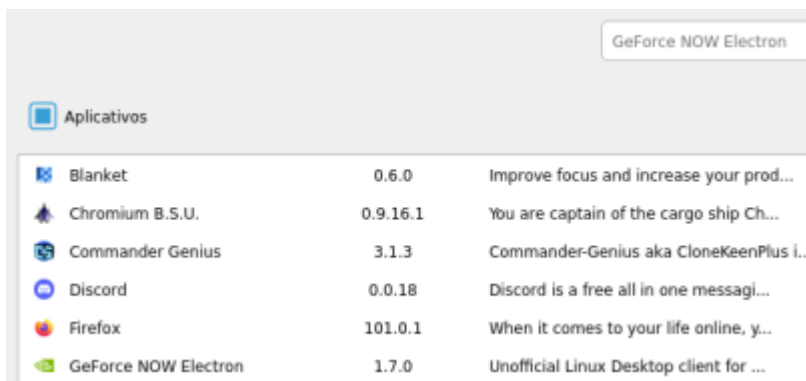 GeForce NOW Electron
Aplicativos
Blanket 0.6.0 Improve focus and increase your prod...
Chromium B.S.U. 0.9.16.1 You are captain of the cargo ship Ch...
Commander Genius 3.1.3 Commander-Genius aka CloneKeenPlus i...
Discord 0.0.18 Discord is a free all in one messagi...
Firefox 101.0.1 When it comes to your life online, y...
GeForce NOW Electron 1.7.0 Unofficial Linux Desktop client for ...